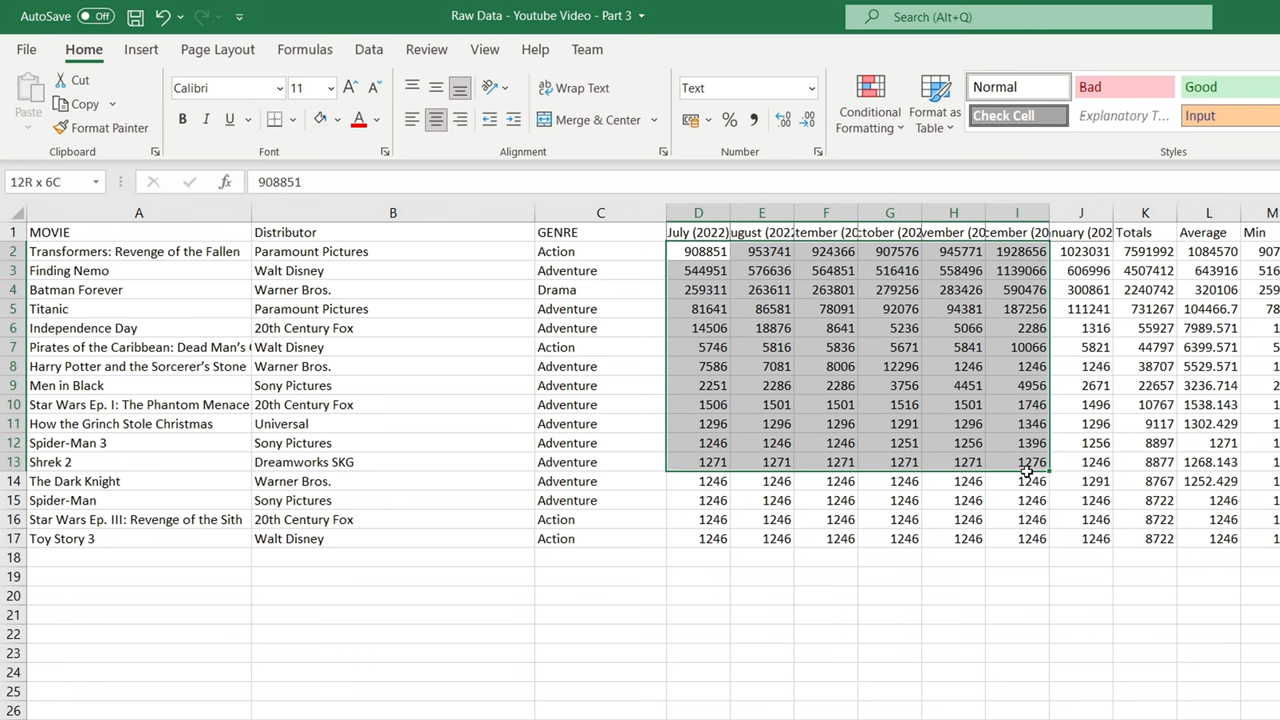 AutoSave Off Raw Data - Youtube Video - Part 3 Search (Alt+Q)
File Home Insert Page Layout Formulas Data Review View Help Team
Paste Cut Copy Format Painter Clipboard
Calibri 11 A A B I U A Font
Wrap Text Merge & Center Alignment
Text % Number
Conditional Formatting Format as Table
Normal Bad Good
Check Cell Explanatory T... Input
Styles
12R x 6C fx 908851
A B C D E F G H I J K L M
1 MOVIE Distributor GENRE July (2022) ugust (2022 tember (20 ctober (202 vember (20 cember (20 nuary (202 Totals Average Min
2 Transformers: Revenge of the Fallen Paramount Pictures Action 908851 953741 924366 907576 945771 1928656 1023031 7591992 1084570 907
3 Finding Nemo Walt Disney Adventure 544951 576636 564851 516416 558496 1139066 606996 4507412 643916 516
4 Batman Forever Warner Bros. Drama 259311 263611 263801 279256 283426 590476 300861 2240742 320106 259
5 Titanic Paramount Pictures Adventure 81641 86581 78091 92076 94381 187256 111241 731267 104466.7 78
6 Independence Day 20th Century Fox Adventure 14506 18876 8641 5236 5066 2286 1316 55927 7989.571 1
7 Pirates of the Caribbean: Dead Man’s Walt Disney Action 5746 5816 5836 5671 5841 10066 5821 44797 6399.571 5
8 Harry Potter and the Sorcerer’s Stone Warner Bros. Adventure 7586 7081 8006 12296 1246 1246 1246 38707 5529.571 1
9 Men in Black Sony Pictures Adventure 2251 2286 2286 3756 4451 4956 2671 22657 3236.714 2
10 Star Wars Ep. I: The Phantom Menace 20th Century Fox Adventure 1506 1501 1501 1516 1501 1746 1496 10767 1538.143 1
11 How the Grinch Stole Christmas Universal Adventure 1296 1296 1296 1291 1296 1346 1296 9117 1302.429 1
12 Spider-Man 3 Sony Pictures Adventure 1246 1246 1246 1251 1256 1396 1256 8897 1271 1
13 Shrek 2 Dreamworks SKG Adventure 1271 1271 1271 1271 1271 1276 1246 8877 1268.143 1
14 The Dark Knight Warner Bros. Adventure 1246 1246 1246 1246 1246 1246 1291 8767 1252.429 1
15 Spider-Man Sony Pictures Adventure 1246 1246 1246 1246 1246 1246 1246 8722 1246 1
16 Star Wars Ep. III: Revenge of the Sith 20th Century Fox Action 1246 1246 1246 1246 1246 1246 1246 8722 1246 1
17 Toy Story 3 Walt Disney Action 1246 1246 1246 1246 1246 1246 1246 8722 1246 1
18
19
20
21
22
23
24
25
26